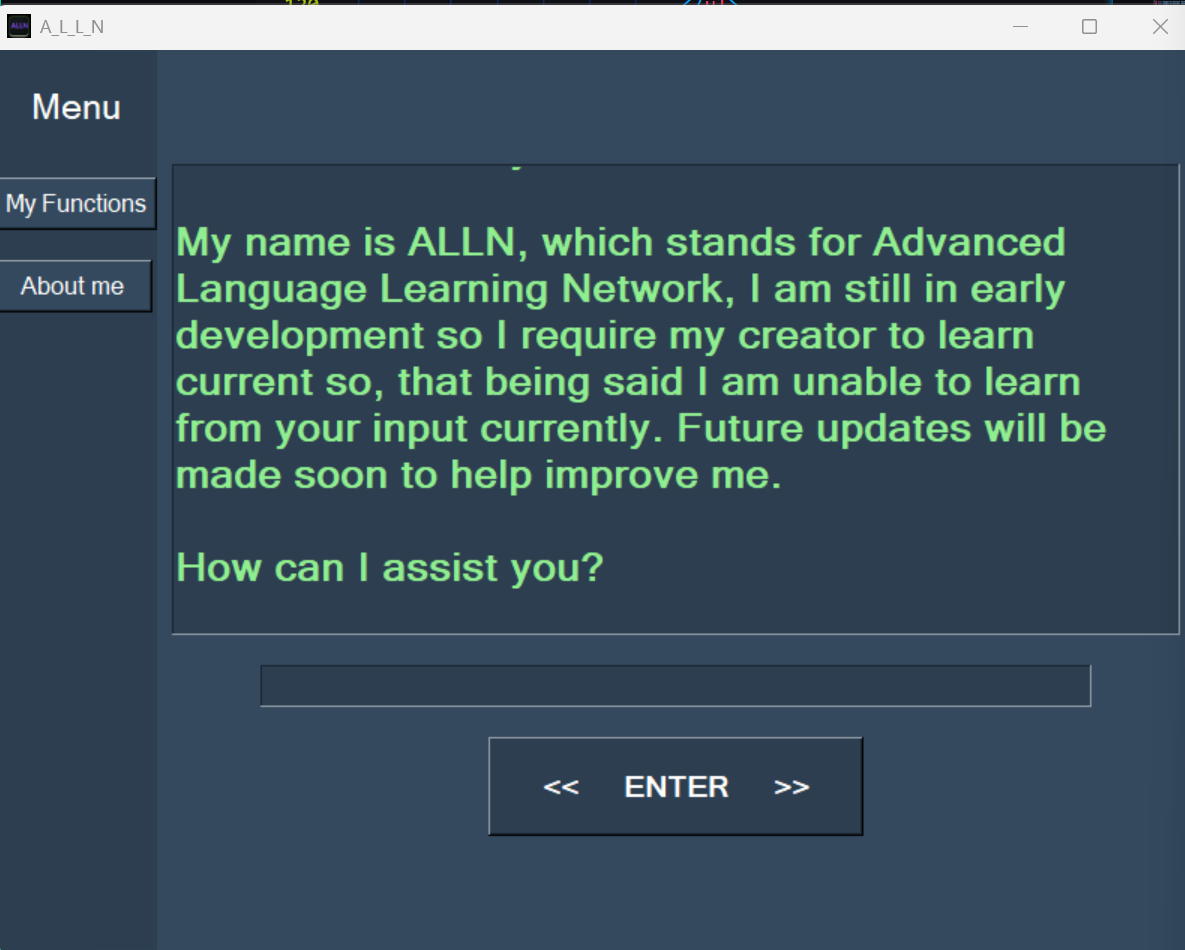 120
ALLN A_L_L_N
Menu
My Functions
About me
My name is ALLN, which stands for Advanced
Language Learning Network, I am still in early
development so I require my creator to learn
current so, that being said I am unable to learn
from your input currently. Future updates will be
made soon to help improve me.
How can I assist you?
<< ENTER >>